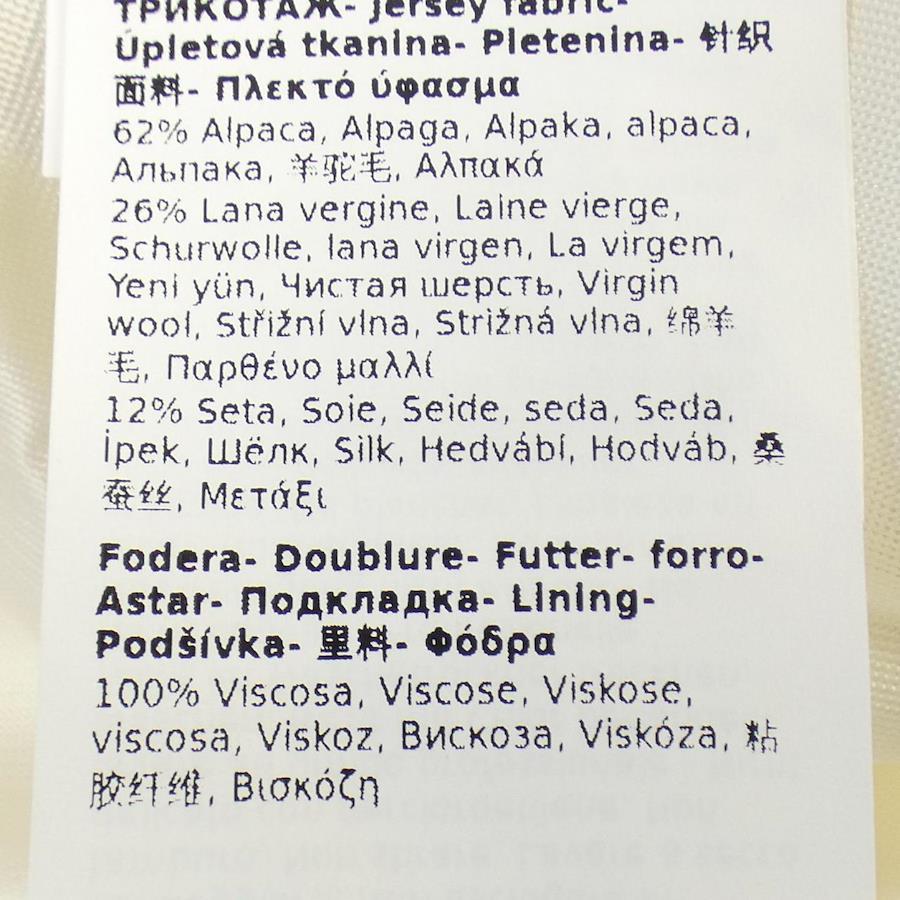 ТРИКОТАЖ- Jersey fabric-
Úpletová tkanina- Pletenina- 针织
面料- Πλεκτό ύφασμα
62% Alpaca, Alpaga, Alpaka, alpaca,
Альпака, 羊驼毛, Αλπακά
26% Lana vergine, Laine vierge,
Schurwolle, lana virgen, La virgem,
Yeni yün, Чистая шерсть, Virgin
wool, Střižní vlna, Strižná vlna, 绵羊
毛, Παρθένο μαλλί
12% Seta, Soie, Seide, seda, Seda,
İpek, Шёлк, Silk, Hedvábí, Hodváb, 桑
蚕丝, Μετάξι
Fodera- Doublure- Futter- forro-
Astar- Подкладка- Lining-
Podšívka- 里料- Φόδρα
100% Viscosa, Viscose, Viskose,
viscosa, Viskoz, Вискоза, Viskóza, 粘
胶纤维, Βισκόζη